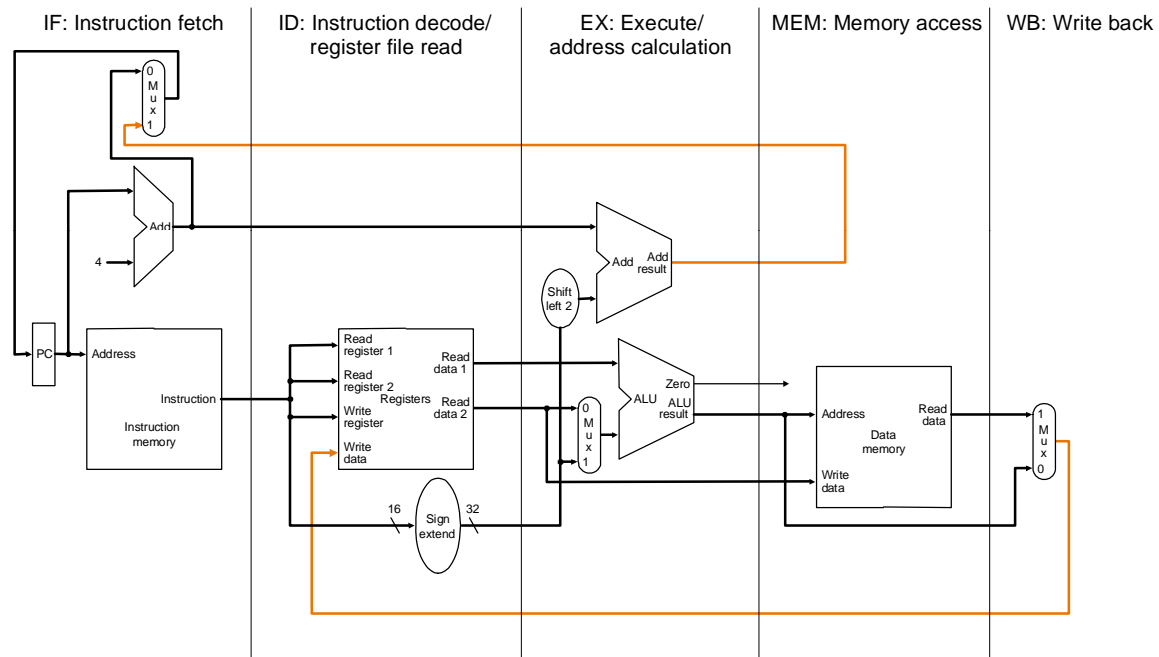 IF: Instruction fetch
ID: Instruction decode/
register file read
EX: Execute/
address calculation
MEM: Memory access
WB: Write back
0
M
u
x
1
Add
4
Add
Add
result
Shift
left 2
PC
Address
Instruction
Instruction
memory
Read
register 1
Read
register 2
Write
register
Write
data
Registers
Read
data 1
Read
data 2
16
Sign
extend
32
0
M
u
x
1
ALU
Zero
ALU
result
Address
Write
data
Data
memory
Read
data
1
M
u
x
0